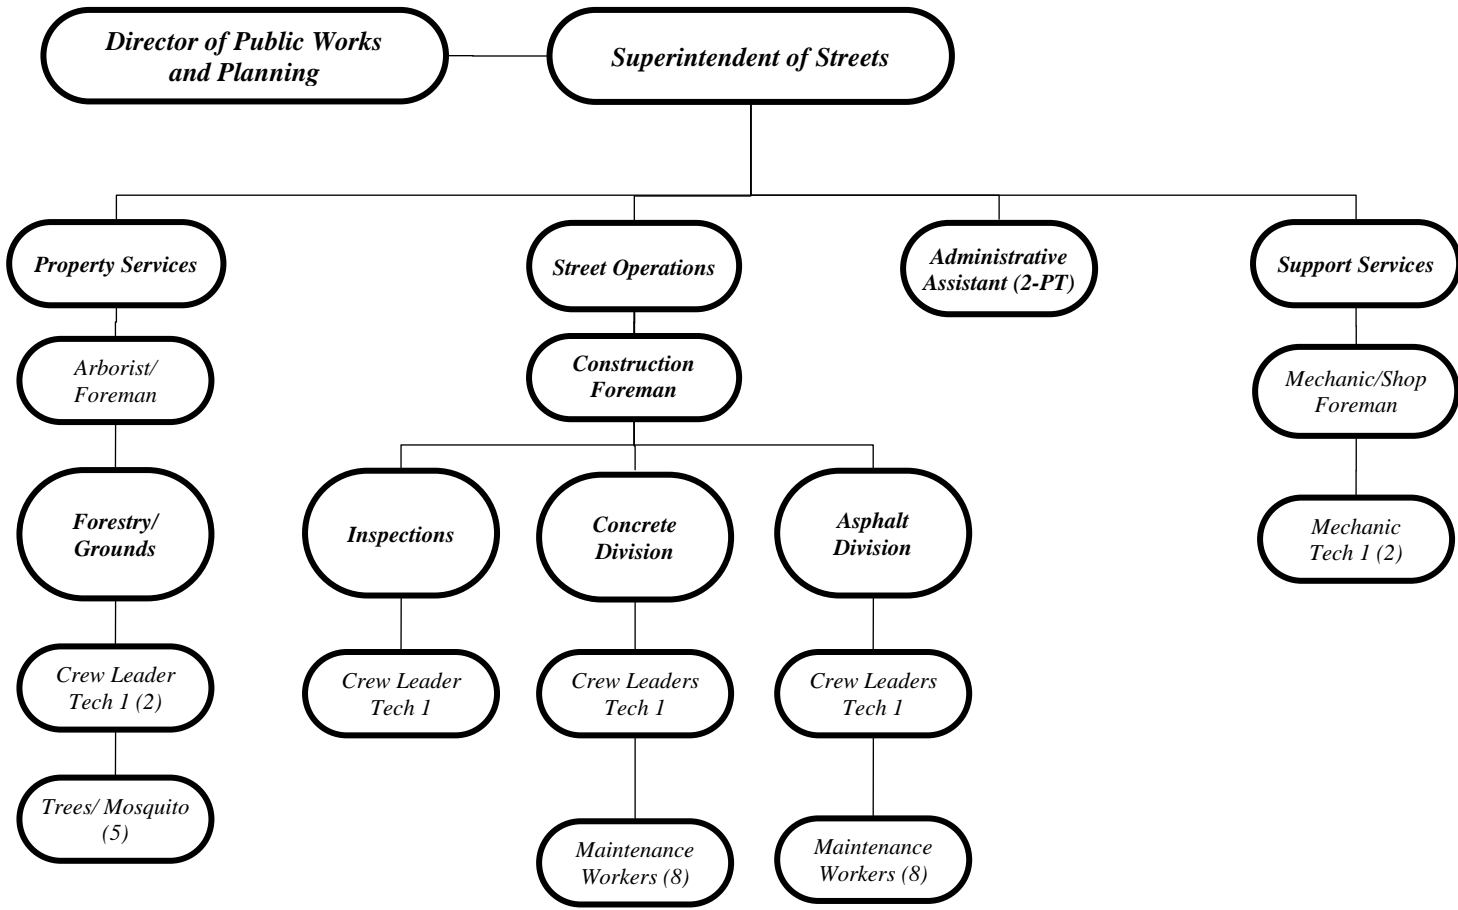 Director of Public Works
and Planning
Superintendent of Streets
Property Services
Street Operations
Administrative
Assistant (2-PT)
Support Services
Arborist/
Foreman
Construction
Foreman
Mechanic/Shop
Foreman
Forestry/
Grounds
Inspections
Concrete
Division
Asphalt
Division
Mechanic
Tech 1 (2)
Crew Leader
Tech 1 (2)
Crew Leader
Tech 1
Crew Leaders
Tech 1
Crew Leaders
Tech 1
Trees/ Mosquito
(5)
Maintenance
Workers (8)
Maintenance
Workers (8)